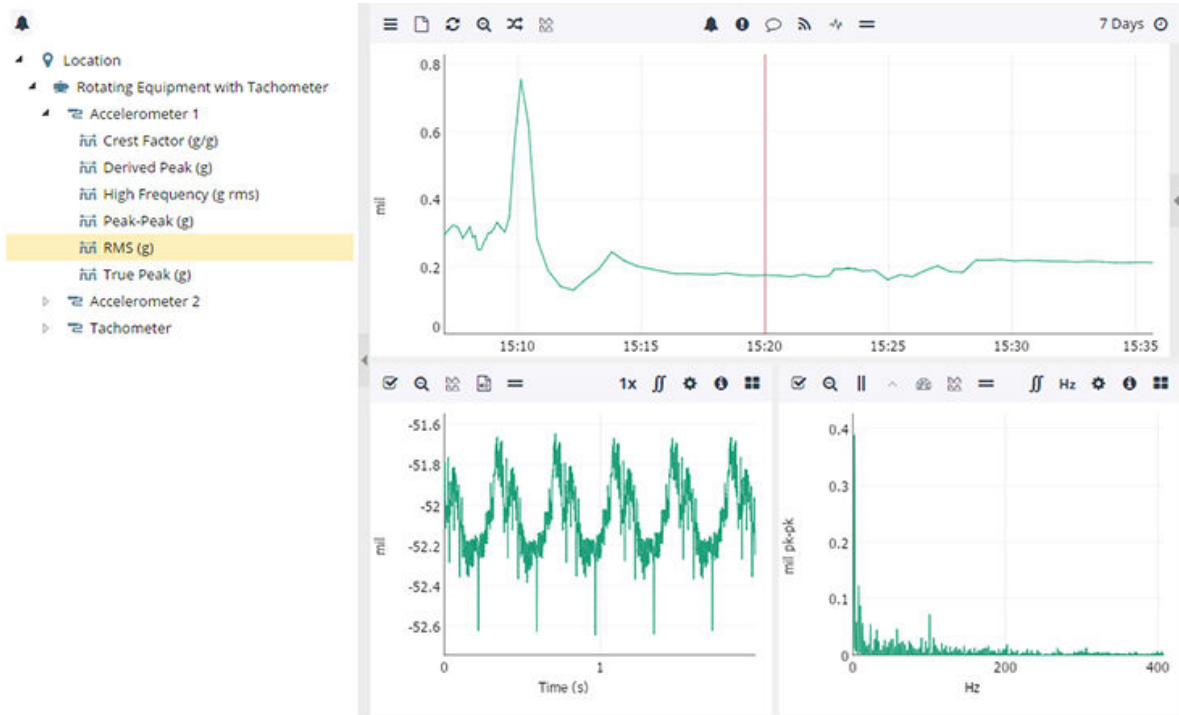 Location
Rotating Equipment with Tachometer
Accelerometer 1
Crest Factor (g/g)
Derived Peak (g)
High Frequency (g rms)
Peak-Peak (g)
RMS (g)
True Peak (g)
Accelerometer 2
Tachometer
7 Days
0.8
0.6
0.4
0.2
0
mil
15:10 15:15 15:20 15:25 15:30 15:35
1x
-51.6
-51.8
-52
-52.2
-52.4
-52.6
mil
0 1
Time (s)
Hz
0.4
0.3
0.2
0.1
0
mil pk-pk
0 200 400
Hz